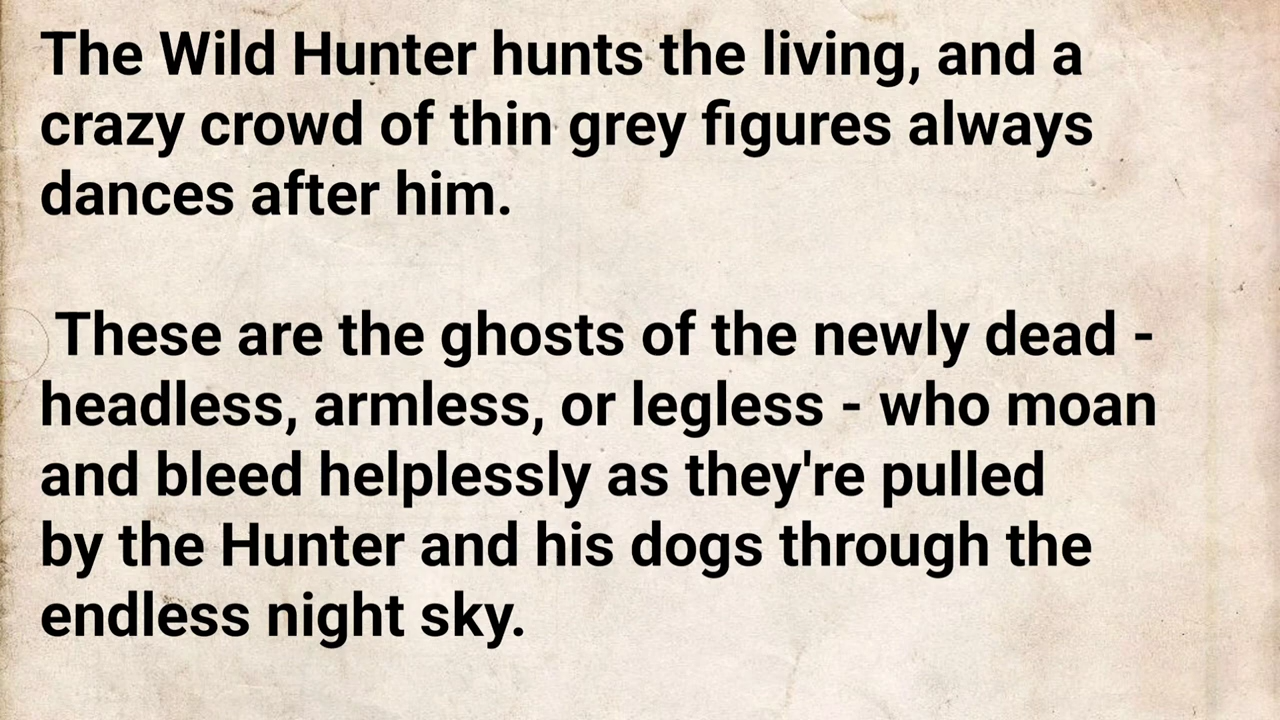 The Wild Hunter hunts the living, and a
crazy crowd of thin grey figures always
dances after him.
These are the ghosts of the newly dead -
headless, armless, or legless - who moan
and bleed helplessly as they're pulled
by the Hunter and his dogs through the
endless night sky.